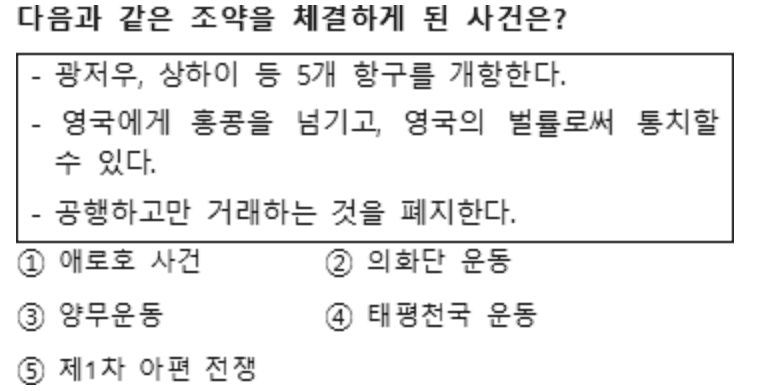 다음과 같은 조약을 체결하게 된 사건은?
- 광저우, 상하이 등 5개 항구를 개항한다.
- 영국에게 홍콩을 넘기고, 영국의 벌률로써 통치할
수 있다.
- 공행하고만 거래하는 것을 폐지한다.
① 애로호 사건 ② 의화단 운동
③ 양무운동 ④ 태평천국 운동
⑤ 제1차 아편 전쟁